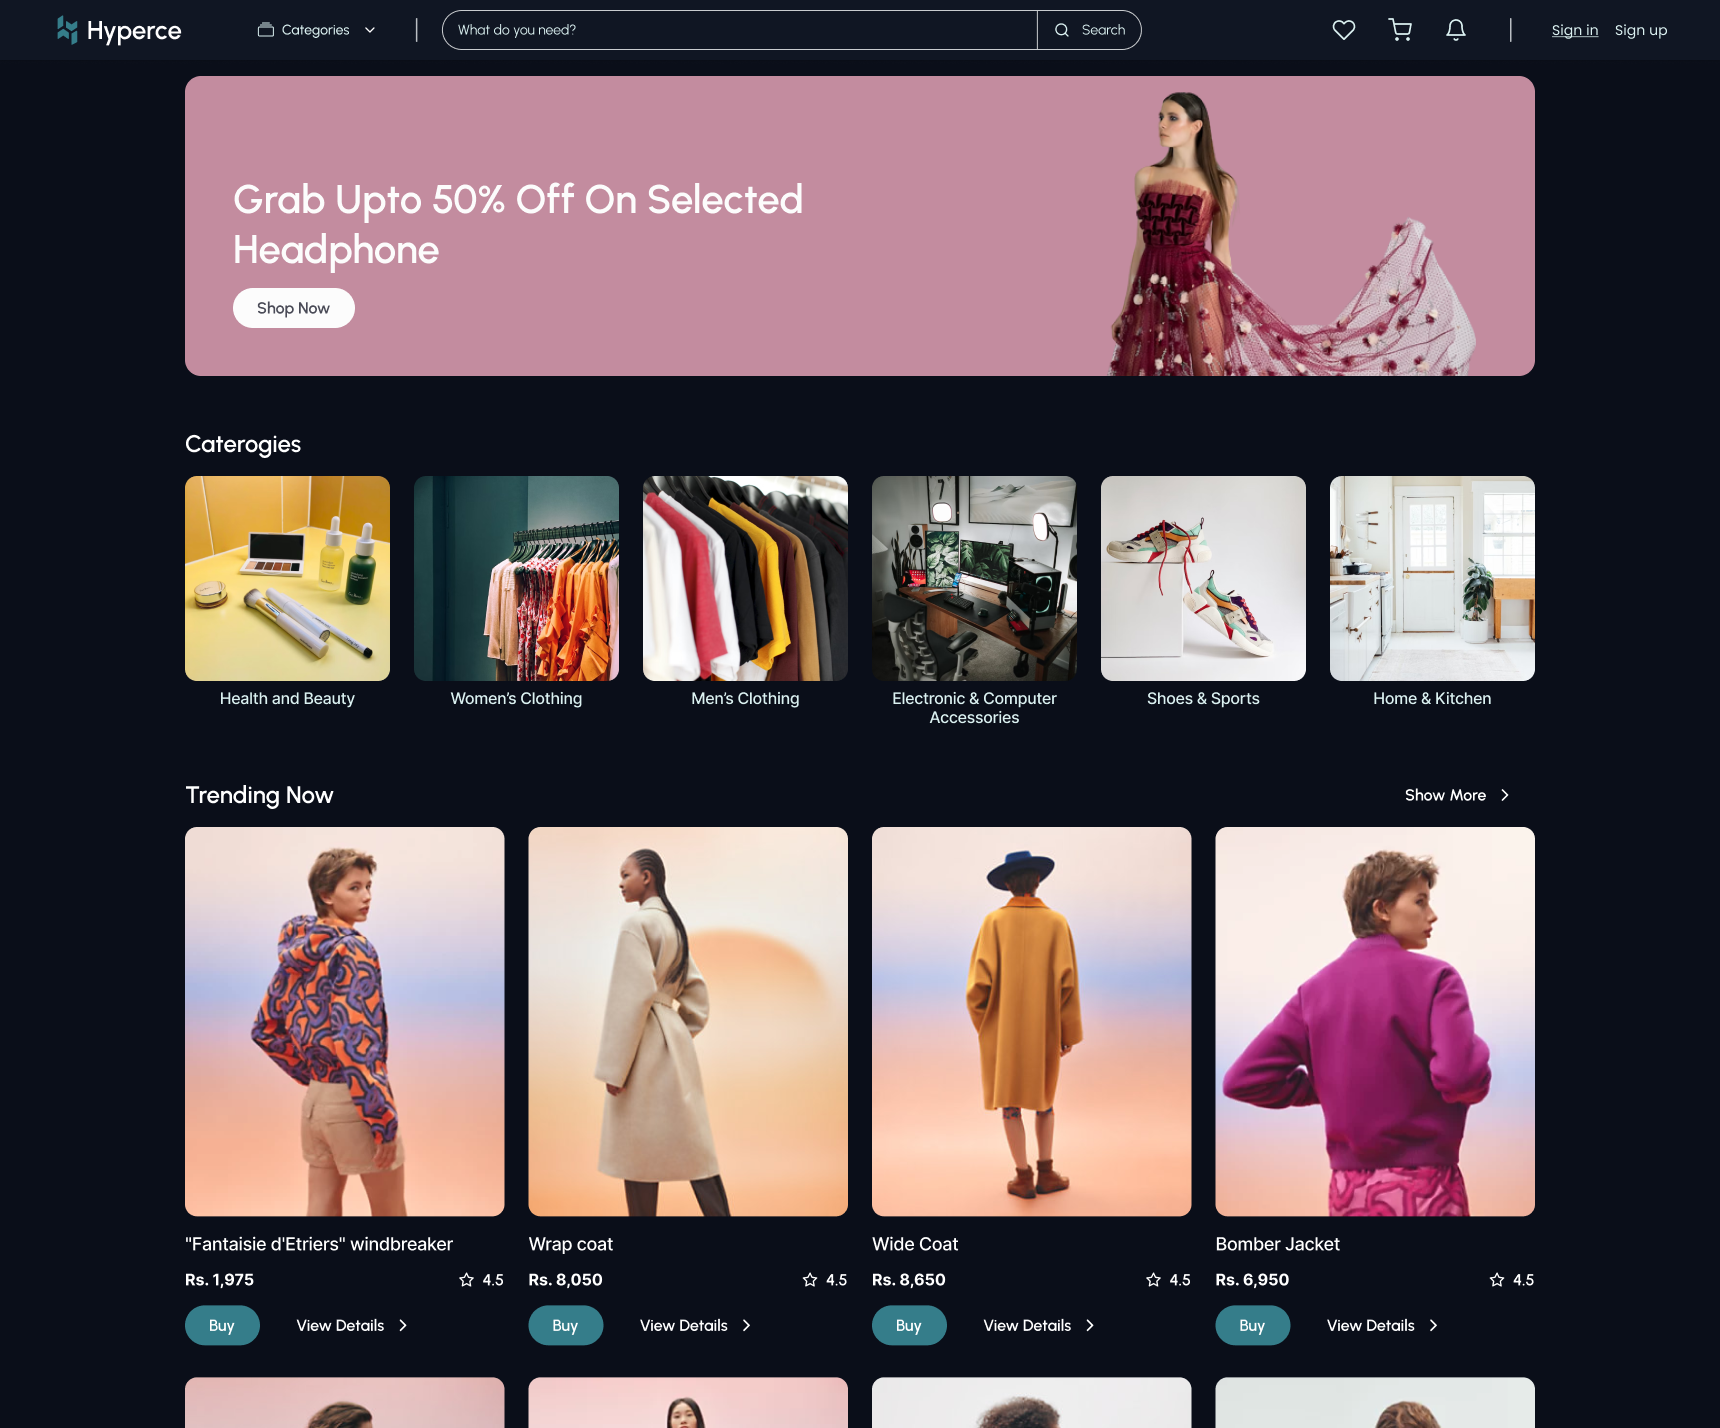 Hyperce
Categories
What do you need?
Search
Sign in
Sign up
Grab Upto 50% Off On Selected
Headphone
Shop Now
Caterogies
Health and Beauty
Women's Clothing
Men's Clothing
Electronic & Computer
Accessories
Shoes & Sports
Home & Kitchen
Trending Now
Show More
"Fantaisie d'Etriers" windbreaker
Rs. 1,975
4.5
Buy
View Details
Wrap coat
Rs. 8,050
4.5
Buy
View Details
Wide Coat
Rs. 8,650
4.5
Buy
View Details
Bomber Jacket
Rs. 6,950
4.5
Buy
View Details